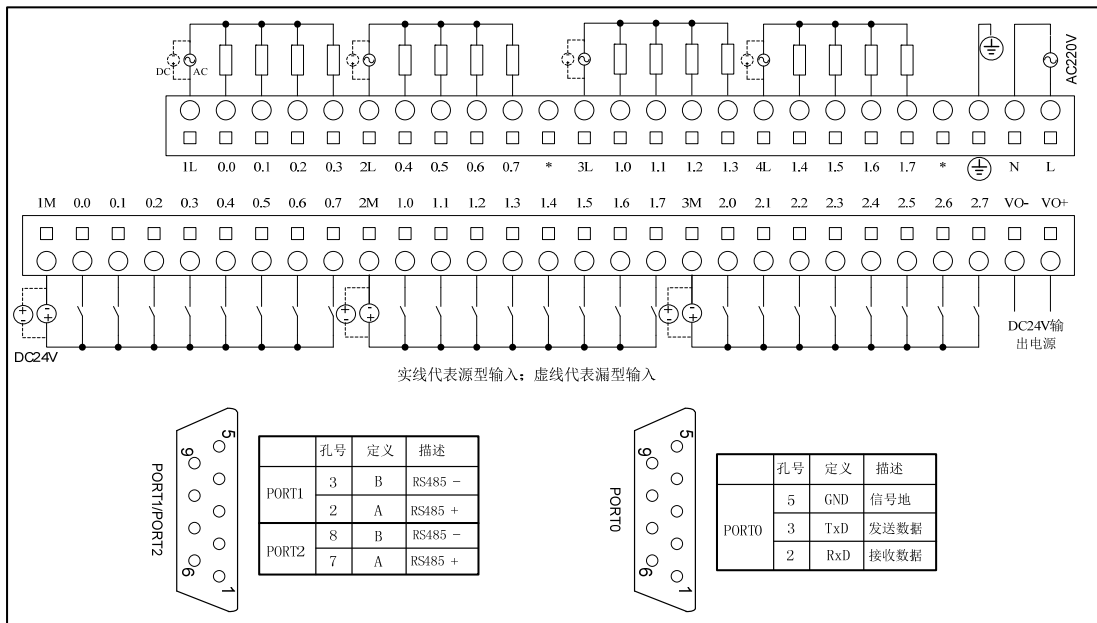 DC AC AC220V
1L 0.0 0.1 0.2 0.3 2L 0.4 0.5 0.6 0.7 * 3L 1.0 1.1 1.2 1.3 4L 1.4 1.5 1.6 1.7 * N L
1M 0.0 0.1 0.2 0.3 0.4 0.5 0.6 0.7 2M 1.0 1.1 1.2 1.3 1.4 1.5 1.6 1.7 3M 2.0 2.1 2.2 2.3 2.4 2.5 2.6 2.7 VO- VO+
DC24V
DC24V输
出电源
实线代表源型输入；虚线代表漏型输入
PORT1/PORT2
5
9
6
1
孔号 定义 描述
PORT1
3 B RS485 -
2 A RS485 +
PORT2
8 B RS485 -
7 A RS485 +
PORT0
5
9
6
1
孔号 定义 描述
PORT0
5 GND 信号地
3 TxD 发送数据
2 RxD 接收数据